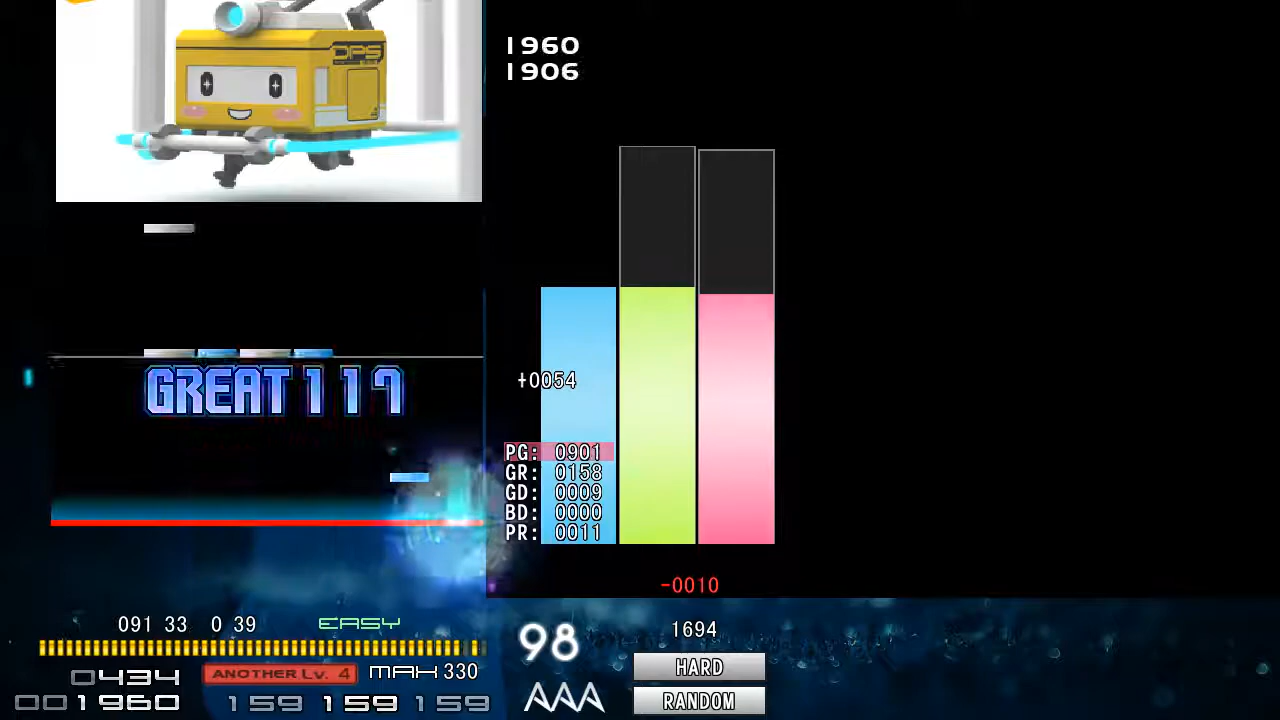 DPS
1960
1906
GREAT 117
+0054
PG: 0901
GR: 0158
GD: 0009
BD: 0000
PR: 0011
-0010
091 33 0 39 EASY
98 1694
0434 ANOTHER Lv. 4 MAX 330
HARD
001960 159 159 159
AAA RANDOM